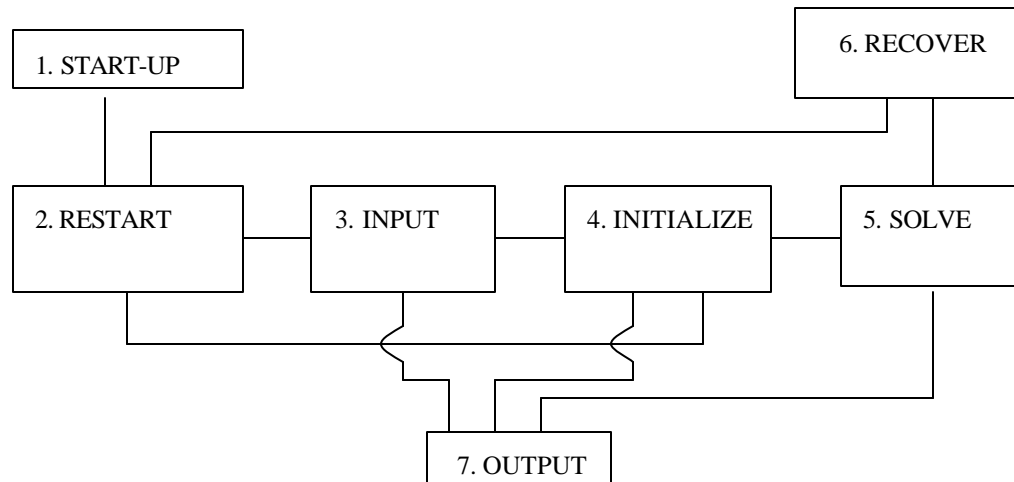 1. START-UP
6. RECOVER
2. RESTART
3. INPUT
4. INITIALIZE
5. SOLVE
7. OUTPUT